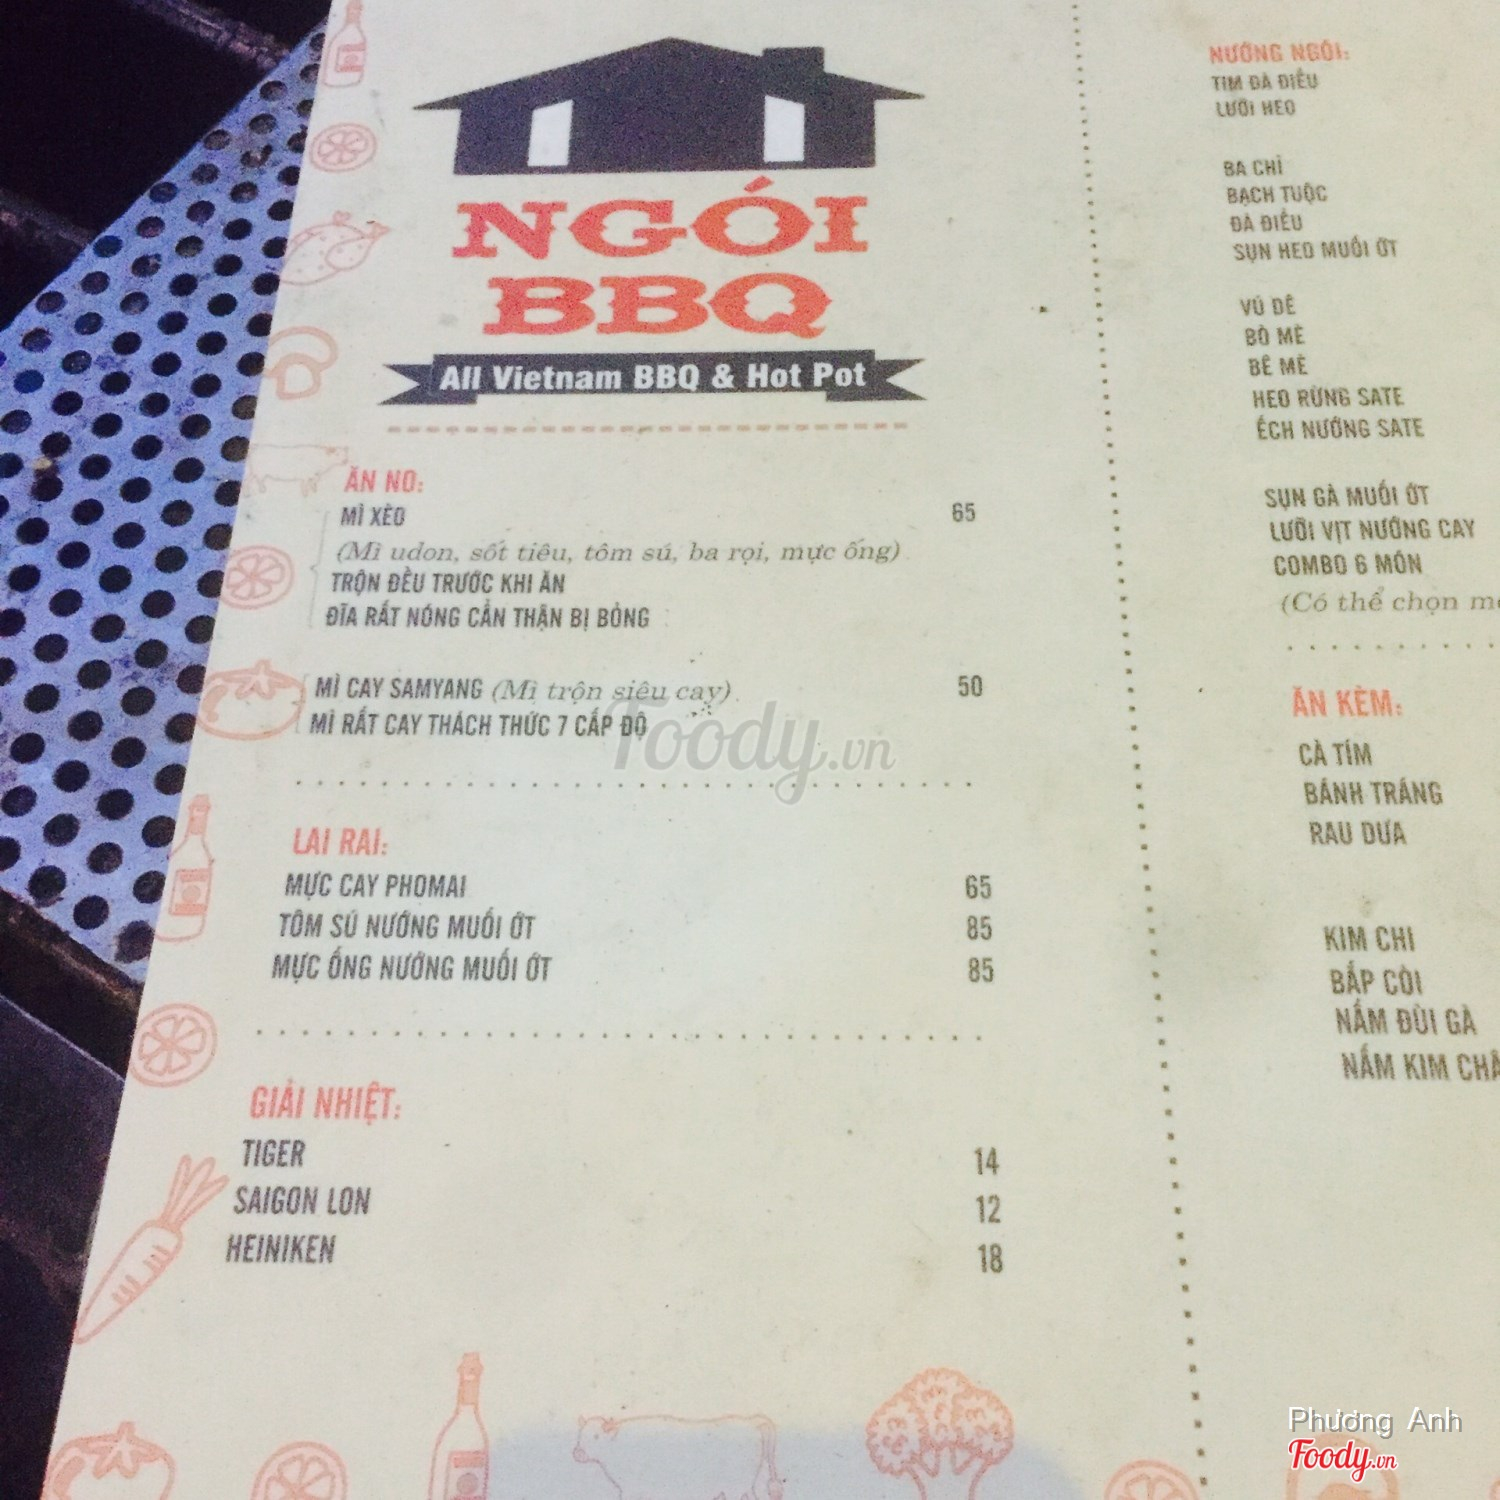 NGÓI
BBQ
All Vietnam BBQ & Hot Pot
ĂN NO:
MÌ XÈO 65
(Mì udon, sốt tiêu, tôm sú, ba rọi, mực ống)
TRỘN ĐỀU TRƯỚC KHI ĂN
ĐĨA RẤT NÓNG CẨN THẬN BỊ BỎNG
MÌ CAY SAMYANG (Mì trộn siêu cay) 50
MÌ RẤT CAY THÁCH THỨC 7 CẤP ĐỘ
LAI RAI:
MỰC CAY PHOMAI 65
TÔM SÚ NƯỚNG MUỐI ỚT 85
MỰC ỐNG NƯỚNG MUỐI ỚT 85
GIẢI NHIỆT:
TIGER 14
SAIGON LON 12
HEINIKEN 18
NƯỚNG NGÓI:
TIM ĐÀ ĐIỂU
LƯỠI HEO
BA CHỈ
BẠCH TUỘC
ĐÀ ĐIỂU
SỤN HEO MUỐI ỚT
VÚ DÊ
BÒ MÈ
BÊ MÈ
HEO RỪNG SATE
ẾCH NƯỚNG SATE
SỤN GÀ MUỐI ỚT
LƯỠI VỊT NƯỚNG CAY
COMBO 6 MÓN
(Có thể chọn
ĂN KÈM:
CÀ TÍM
BÁNH TRÁNG
RAU DƯA
KIM CHI
BẮP CÒI
NẤM ĐÙI GÀ
NẤM KIM
Foody.vn
Phương Anh
Foody.vn